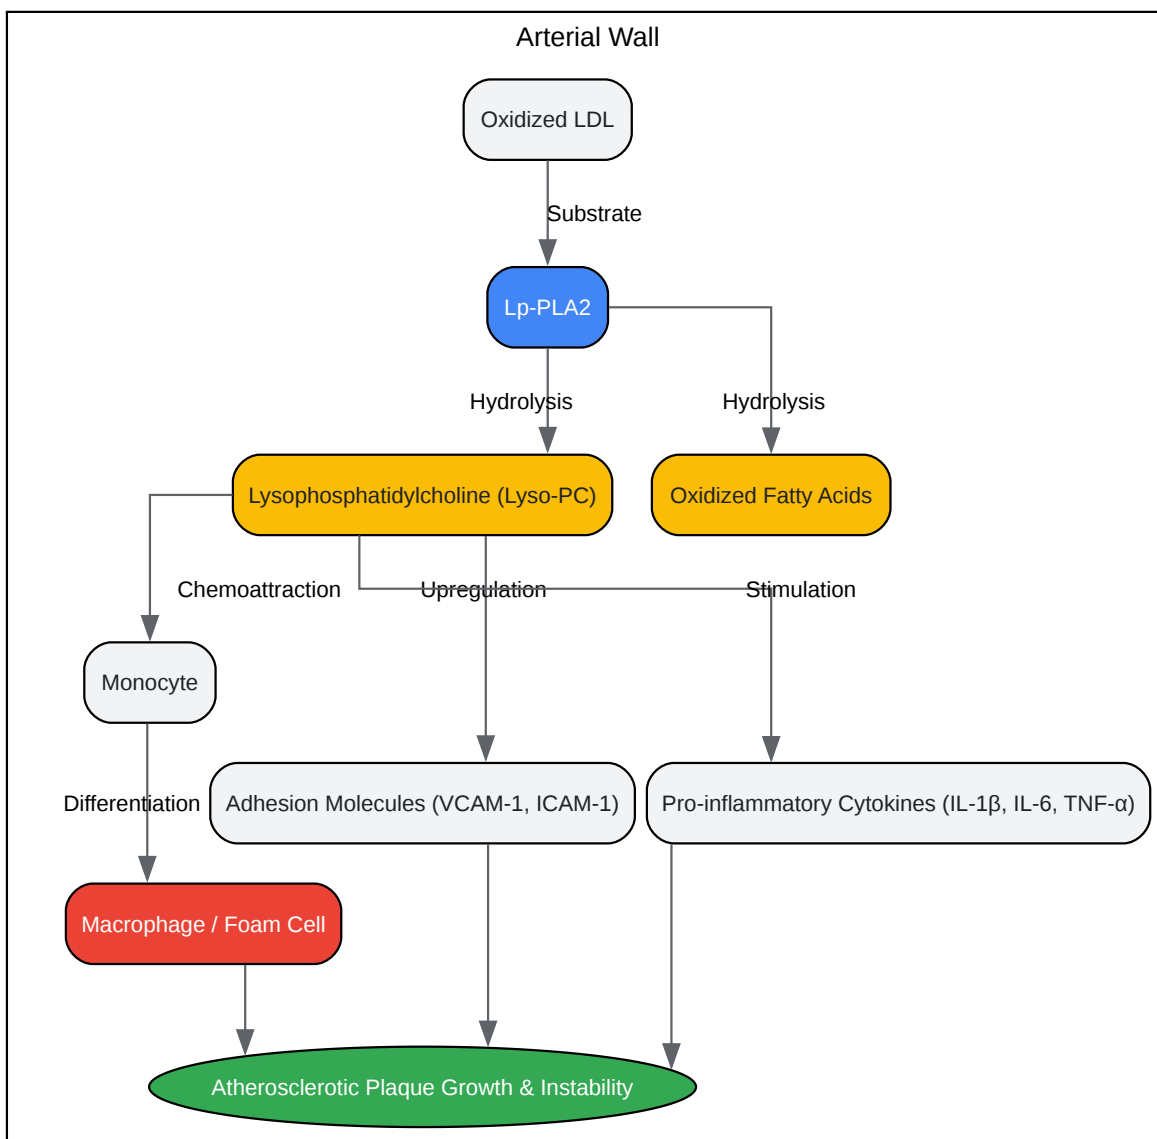 Arterial Wall
Oxidized LDL
Substrate
Lp-PLA2
Hydrolysis
Hydrolysis
Lysophosphatidylcholine (Lyso-PC)
Oxidized Fatty Acids
Chemoattraction
Upregulation
Stimulation
Monocyte
Differentiation
Adhesion Molecules (VCAM-1, ICAM-1)
Pro-inflammatory Cytokines (IL-1β, IL-6, TNF-α)
Macrophage / Foam Cell
Atherosclerotic Plaque Growth & Instability